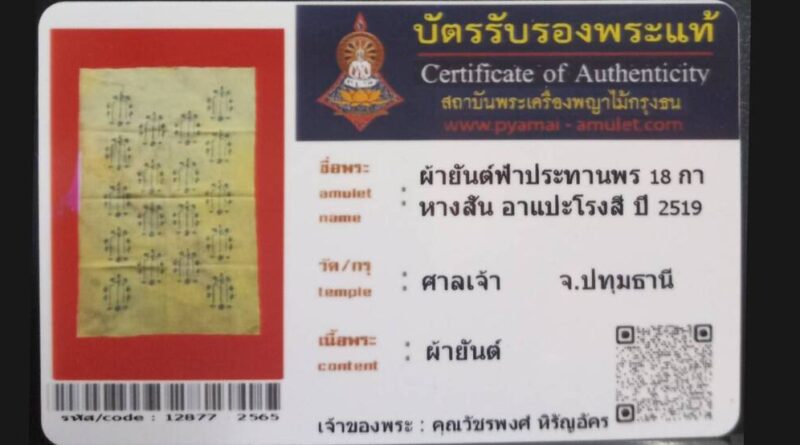 บัตรรับรองพระแท้
Certificate of Authenticity
สถาบันพระเครื่องพญาไม้กรุงธน
www.pyamai - amulet.com
ชื่อพระ
amulet
name
: ผ้ายันต์ฟ้าประทานพร 18 กา
: หางสั้น อาแปะโรงสี ปี 2519
วัด/กรุ
temple
: ศาลเจ้า จ.ปทุมธานี
เนื้อพระ
content
: ผ้ายันต์
รหัส/code : 12877 2565
เจ้าของพระ : คุณวัชรพงศ์ หิรัญอัคร